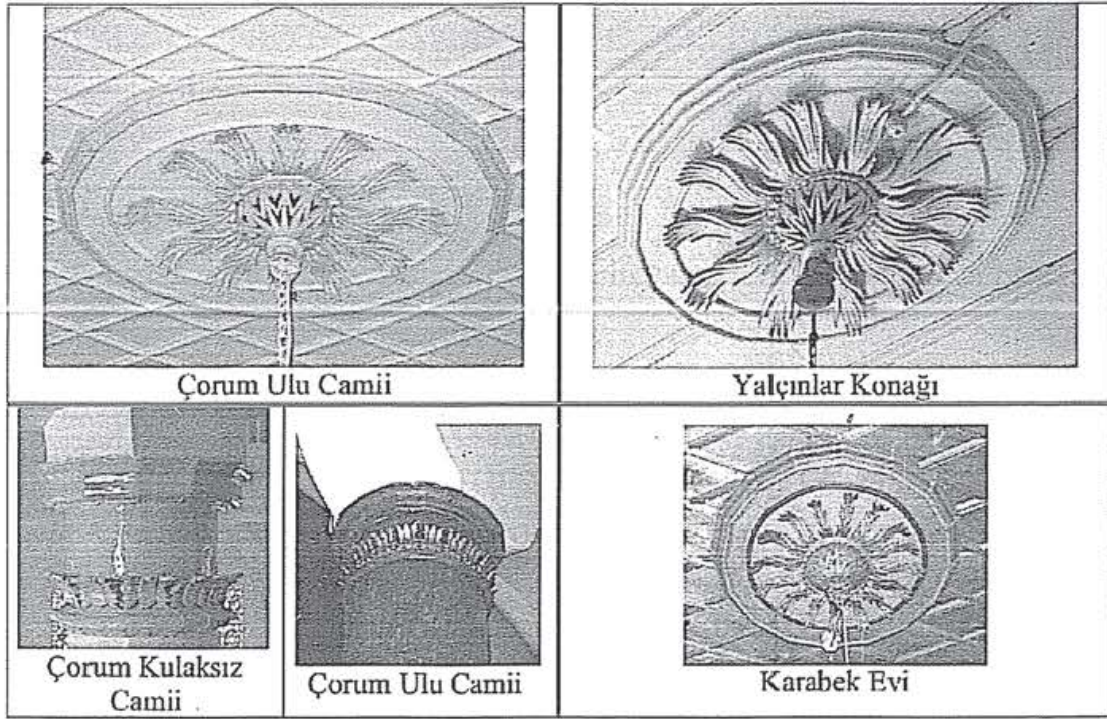 Çorum Ulu Camii
Yalçınlar Konağı
Çorum Kulaksız
Camii
Çorum Ulu Camii
Karabek Evi